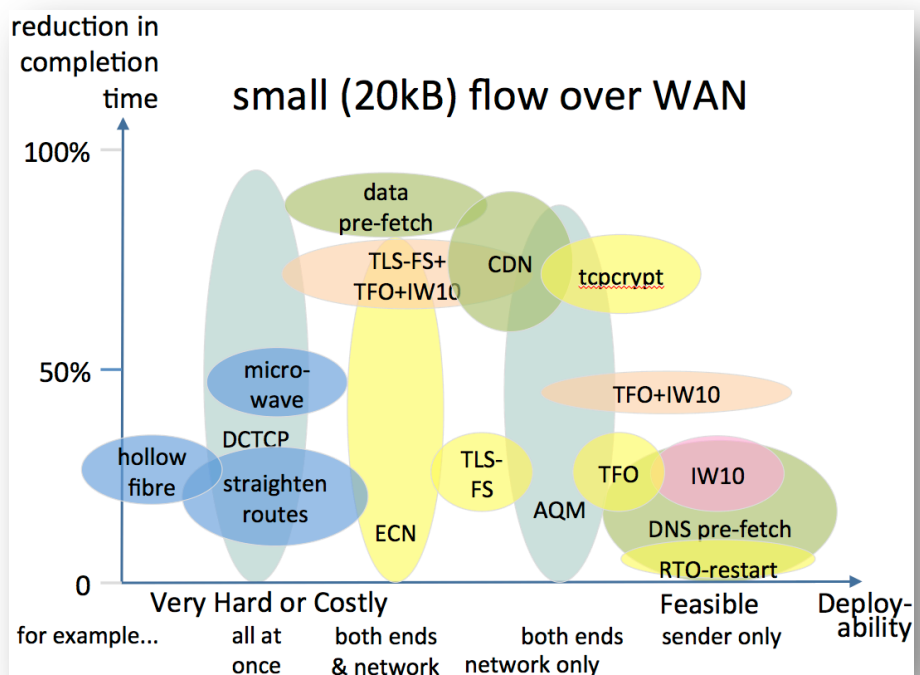 reduction in
completion
time
small (20kB) flow over WAN
100%
data
pre-fetch
TLS-FS+
TFO+IW10
CDN
tcpcrypt
50%
micro-
wave
TFO+IW10
DCTCP
hollow
fibre
straighten
routes
TLS-
FS
TFO
IW10
AQM
ECN
DNS pre-fetch
RTO-restart
0
Very Hard or Costly
Feasible
Deploy-
ability
for example...
all at
once
both ends
& network
both ends
network only
sender only